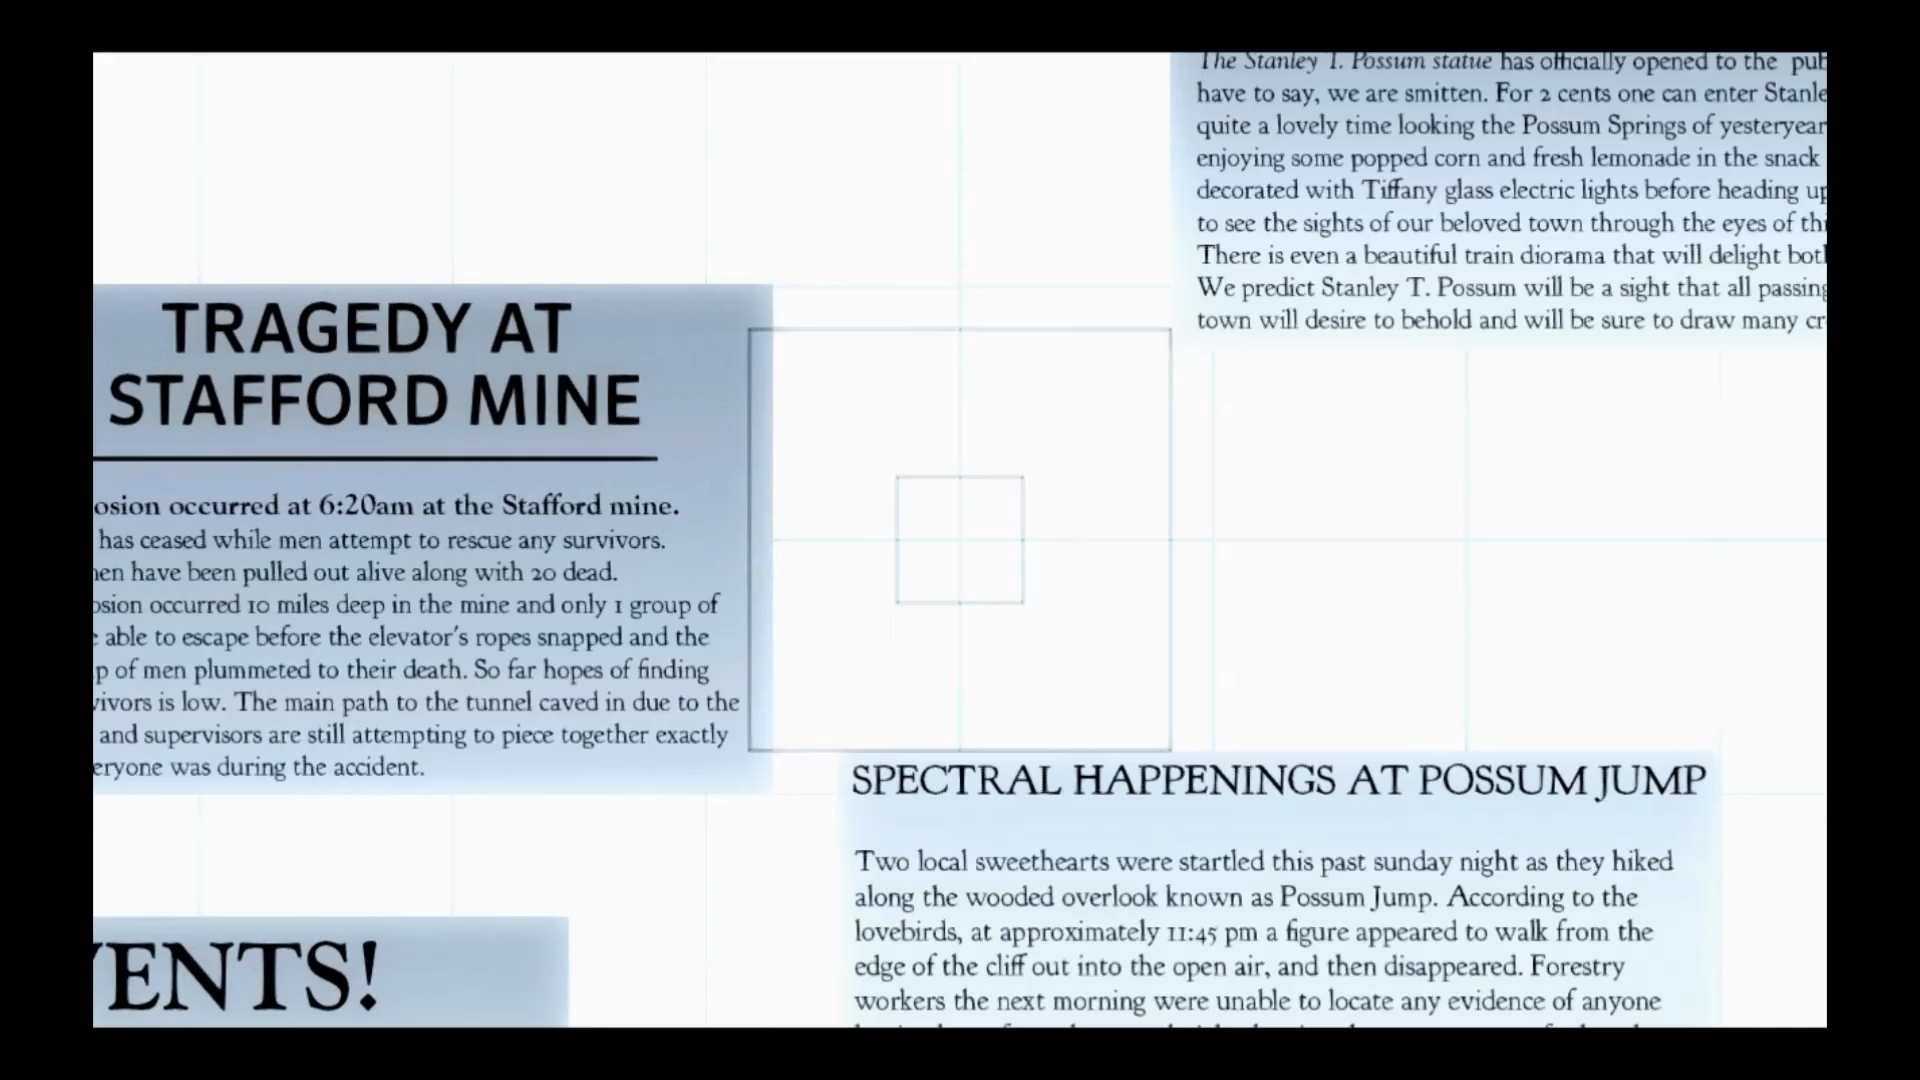 The Stanley T. Possum statue has officially opened to the
have to say, we are smitten. For 2 cents one can enter
quite a lovely time looking the Possum Springs of yesteryear
enjoying some popped corn and fresh lemonade in the snack
decorated with Tiffany glass electric lights before heading
to see the sights of our beloved town through the eyes of
There is even a beautiful train diorama that will delight
We predict Stanley T. Possum will be a sight that all
town will desire to behold and will be sure to draw many
TRAGEDY AT
STAFFORD MINE
occurred at 6:20am at the Stafford mine.
has ceased while men attempt to rescue any survivors.
have been pulled out alive along with 20 dead.
occurred 10 miles deep in the mine and only 1 group of
able to escape before the elevator's ropes snapped and the
of men plummeted to their death. So far hopes of finding
is low. The main path to the tunnel caved in due to the
and supervisors are still attempting to piece together exactly
was during the accident.
SPECTRAL HAPPENINGS AT POSSUM JUMP
Two local sweethearts were startled this past sunday night as they hiked
along the wooded overlook known as Possum Jump. According to the
lovebirds, at approximately 11:45 pm a figure appeared to walk from the
edge of the cliff out into the open air, and then disappeared. Forestry
workers the next morning were unable to locate any evidence of anyone
VENTS!